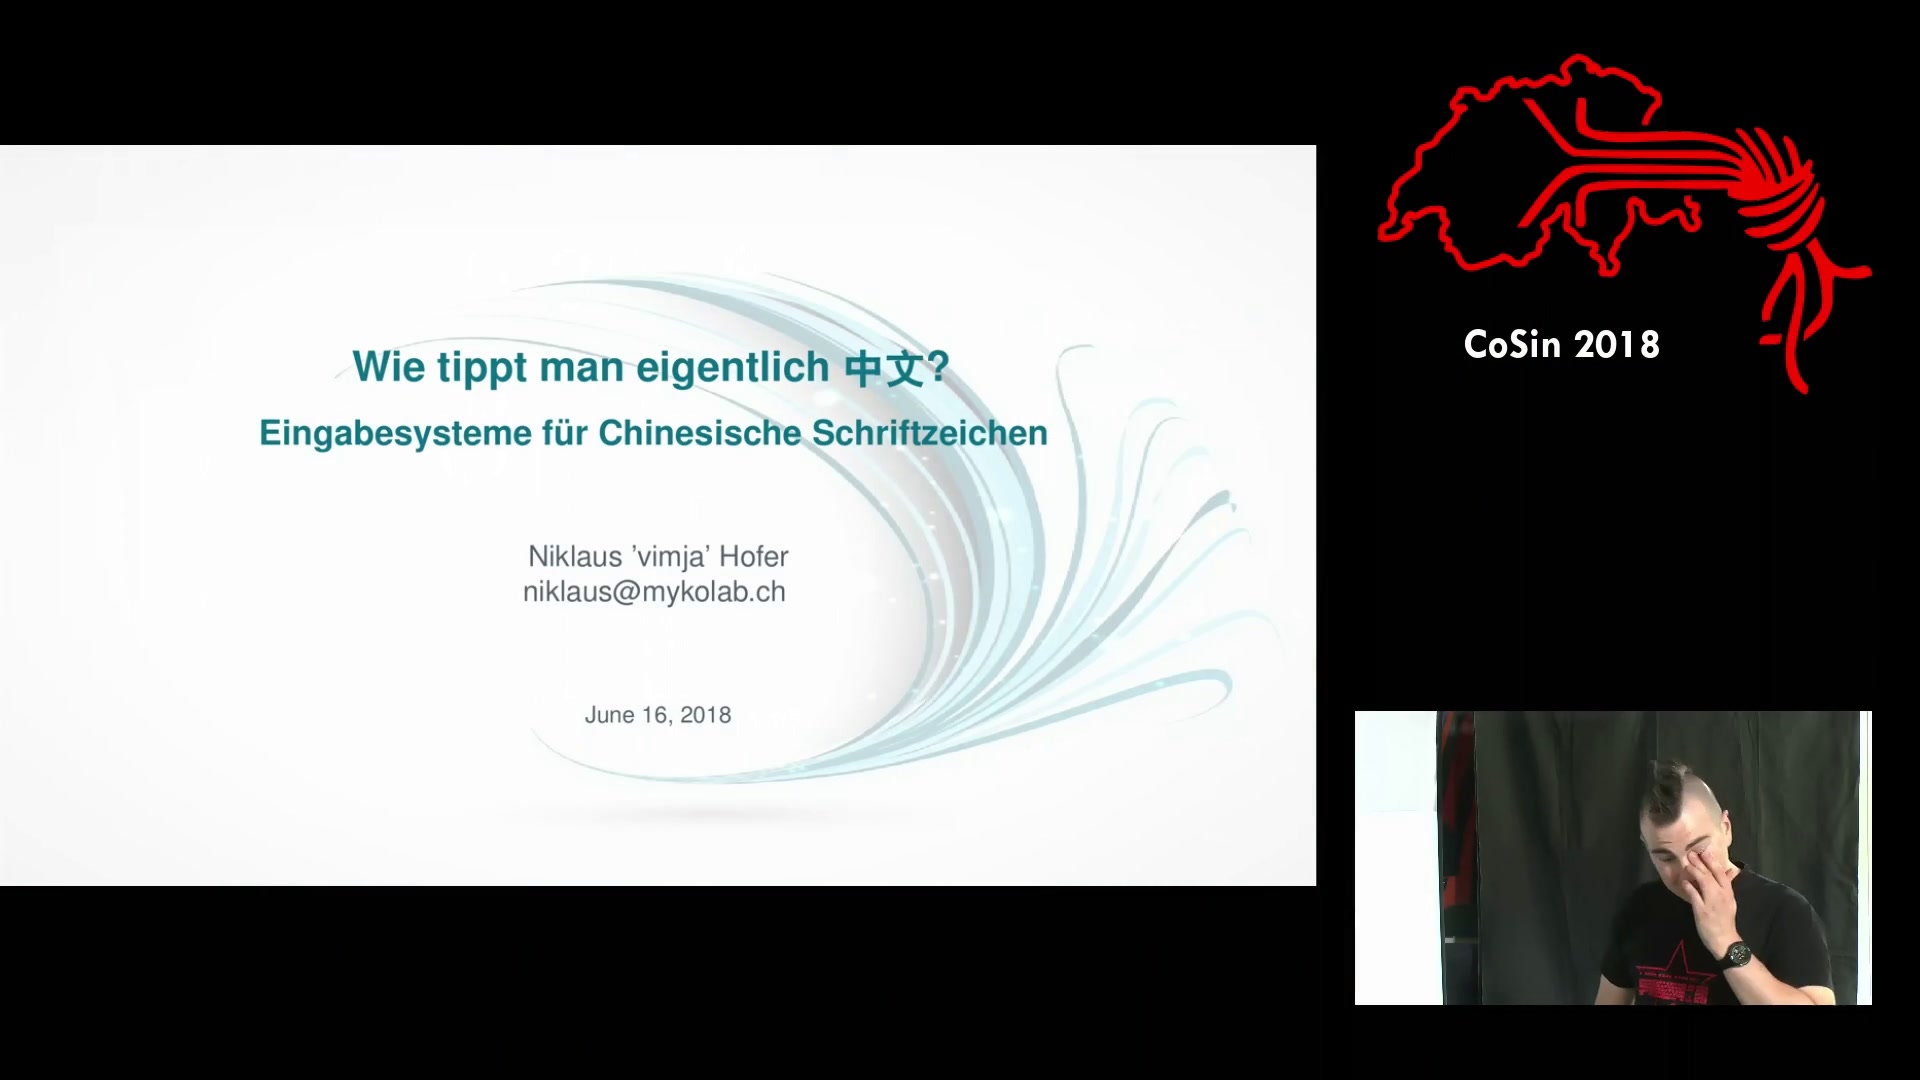 Wie tippt man eigentlich 中文?
Eingabesysteme für Chinesische Schriftzeichen
Niklaus ’vimja’ Hofer
niklaus@mykolab.ch
June 16, 2018
CoSin 2018